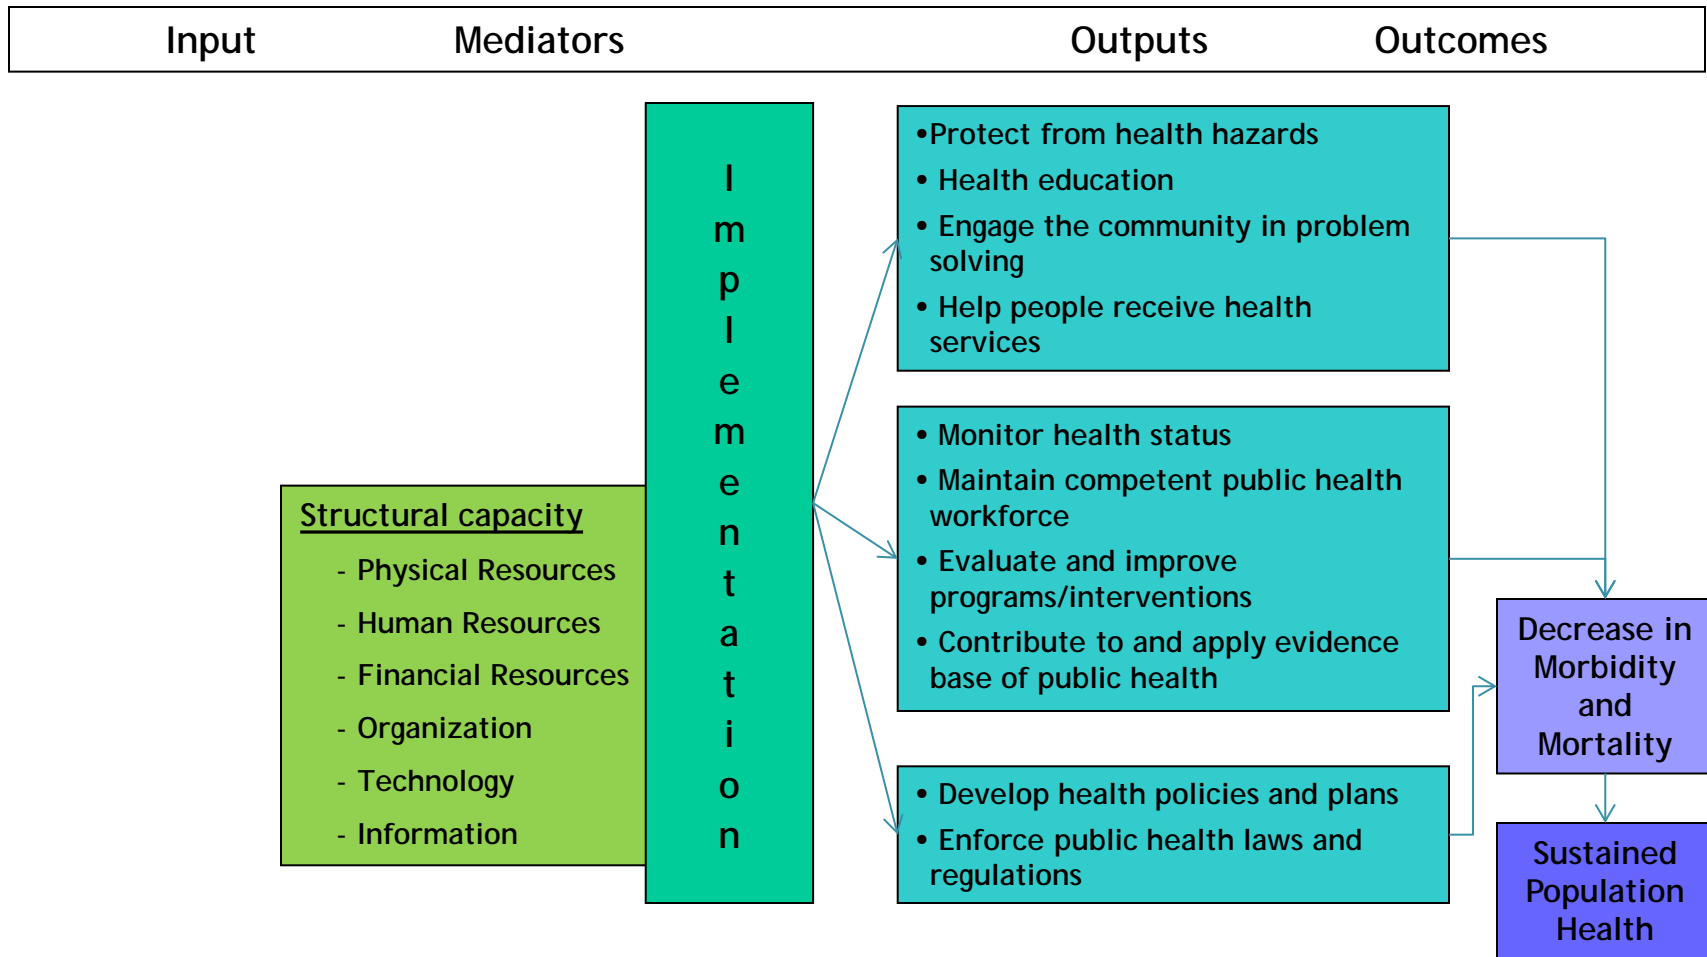 Input Mediators Outputs Outcomes
I
m
p
l
e
m
e
n
t
a
t
i
o
n
Structural capacity
- Physical Resources
- Human Resources
- Financial Resources
- Organization
- Technology
- Information
•Protect from health hazards
• Health education
• Engage the community in problem
solving
• Help people receive health
services
• Monitor health status
• Maintain competent public health
workforce
• Evaluate and improve
programs/interventions
• Contribute to and apply evidence
base of public health
• Develop health policies and plans
• Enforce public health laws and
regulations
Decrease in
Morbidity
and
Mortality
Sustained
Population
Health